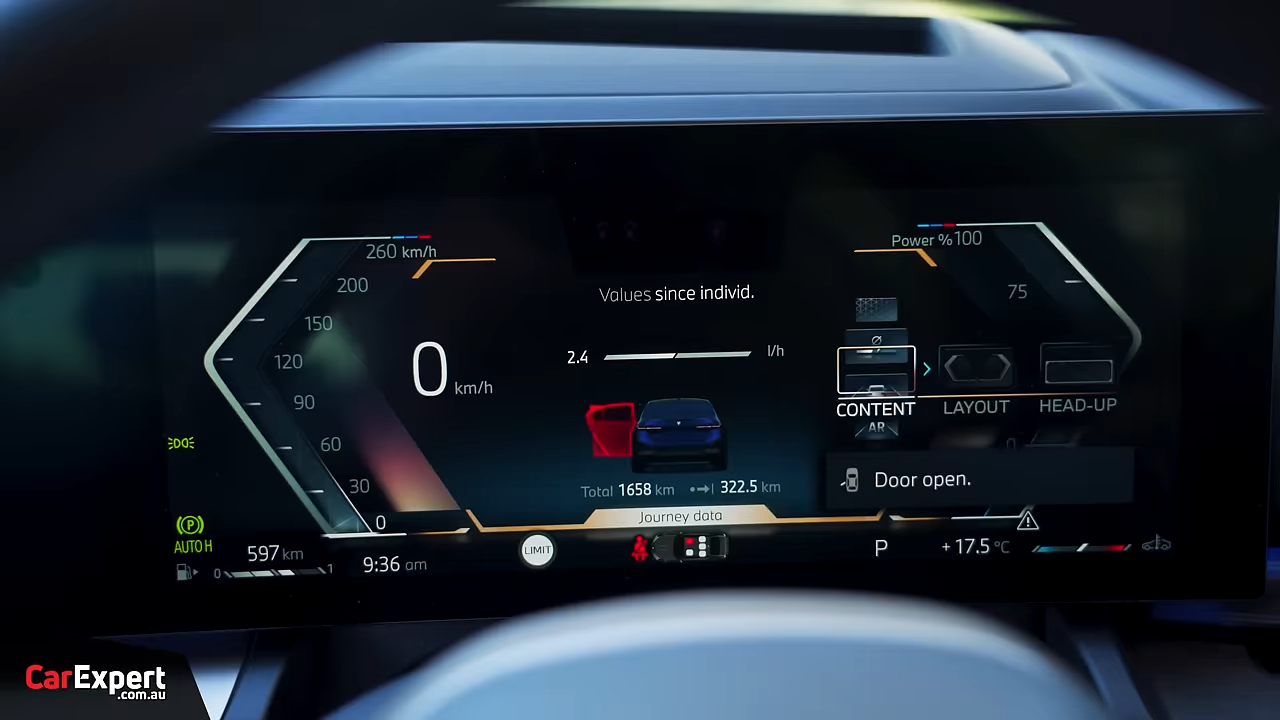 260 km/h
200
150
120
90
60
30
0
0 km/h
Values since individ.
2.4 l/h
Total 1658 km 322.5 km
Journey data
Power % 100
75
Ø
CONTENT
LAYOUT
HEAD-UP
AR
0
Door open.
(P)
AUTO H
597 km
0 1
9:36 am
LIMIT
P
+17.5 °C
CarExpert
.com.au